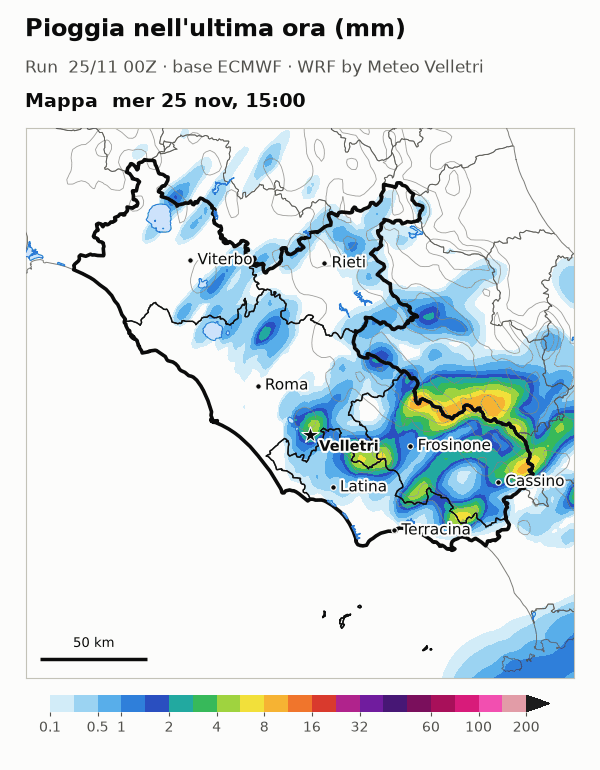 Pioggia nell'ultima ora (mm)
Run  25/11 00Z · base ECMWF · WRF by Meteo Velletri
Mappa  mer 25 nov, 15:00
Viterbo
Rieti
Roma
Velletri
Frosinone
Latina
Cassino
Terracina
50 km
0.1 0.5 1 2 4 8 16 32 60 100 200